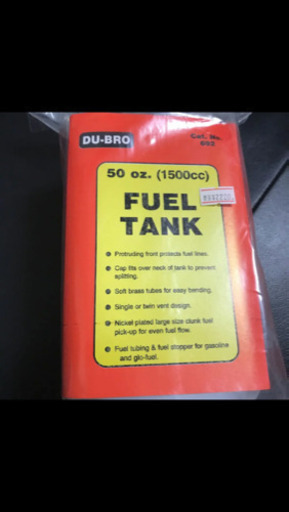 DU-BRO
Cat. No.
692
50 oz. (1500cc)
FUEL
TANK
Protruding front protects fuel lines.
Cap fits over neck of tank to prevent
splitting.
Soft brass tubes for easy bending.
Single or twin vent design.
Nickel plated large size clunk fuel
pick-up for even fuel flow.
Fuel tubing & fuel stopper for gasoline
and glo-fuel.